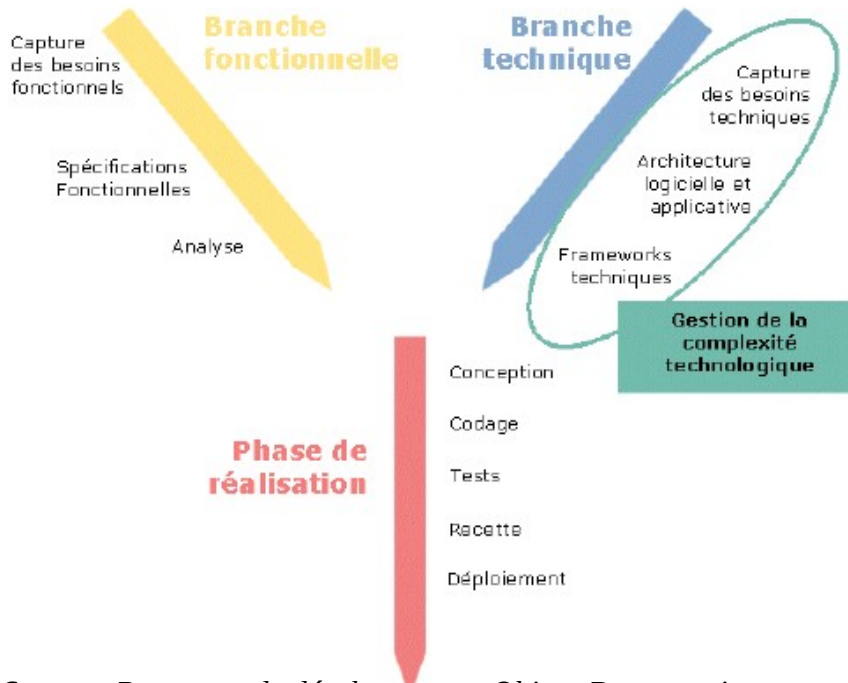 Branche
fonctionnelle
Capture
des besoins
fonctionnels
Spécifications
Fonctionnelles
Analyse
Branche
technique
Capture
des besoins
techniques
Architecture
logicielle et
applicative
Frameworks
techniques
Gestion de la
complexité
technologique
Phase de
réalisation
Conception
Codage
Tests
Recette
Déploiement